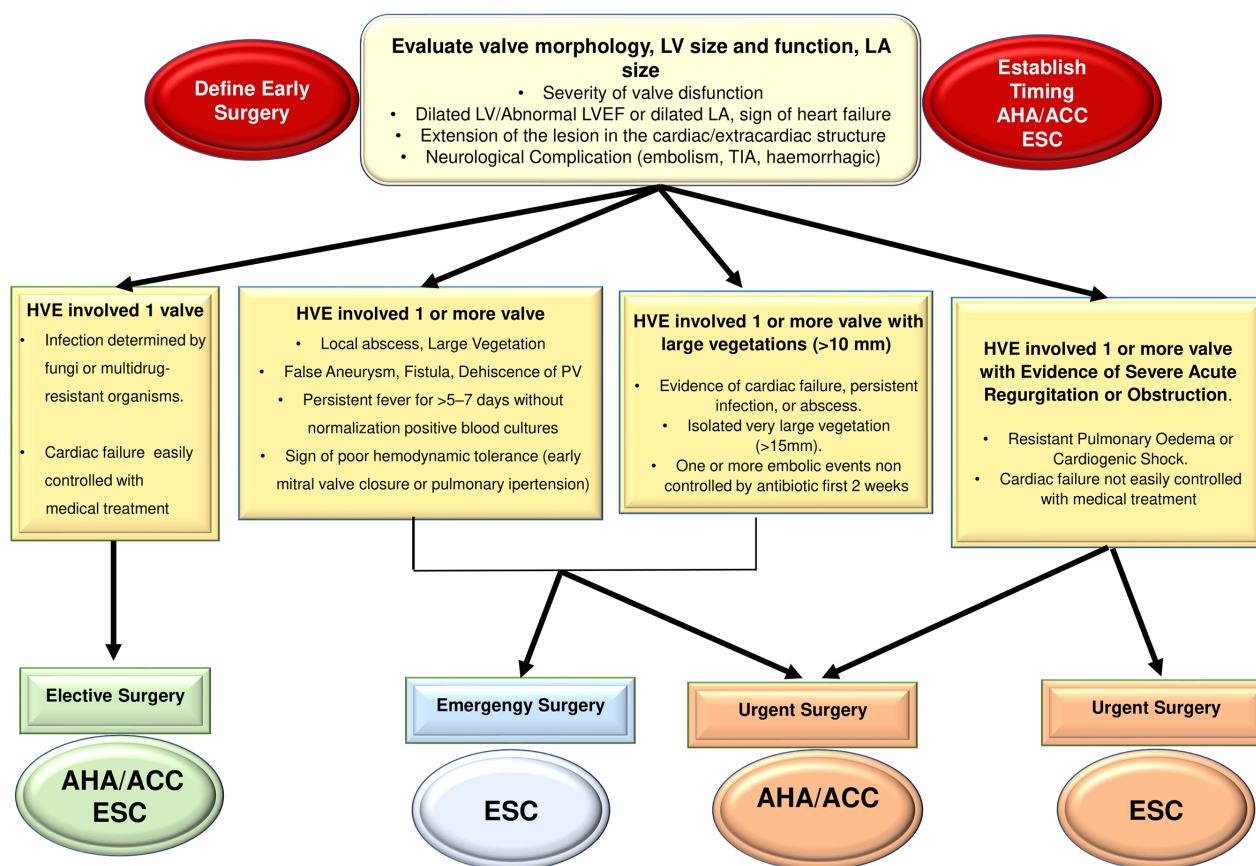 Define Early
Surgery
Evaluate valve morphology, LV size and function, LA
size
• Severity of valve disfunction
• Dilated LV/Abnormal LVEF or dilated LA, sign of heart failure
• Extension of the lesion in the cardiac/extracardiac structure
• Neurological Complication (embolism, TIA, haemorrhagic)
Establish
Timing
AHA/ACC
ESC
HVE involved 1 valve
• Infection determined by
fungi or multidrug-
resistant organisms.
• Cardiac failure easily
controlled with
medical treatment
HVE involved 1 or more valve
• Local abscess, Large Vegetation
• False Aneurysm, Fistula, Dehiscence of PV
• Persistent fever for >5–7 days without
normalization positive blood cultures
• Sign of poor hemodynamic tolerance (early
mitral valve closure or pulmonary ipertension)
HVE involved 1 or more valve with
large vegetations (>10 mm)
• Evidence of cardiac failure, persistent
infection, or abscess.
• Isolated very large vegetation
(>15mm).
• One or more embolic events non
controlled by antibiotic first 2 weeks
HVE involved 1 or more valve
with Evidence of Severe Acute
Regurgitation or Obstruction.
• Resistant Pulmonary Oedema or
Cardiogenic Shock.
• Cardiac failure not easily controlled
with medical treatment
Elective Surgery
AHA/ACC
ESC
Emergengy Surgery
ESC
Urgent Surgery
AHA/ACC
Urgent Surgery
ESC